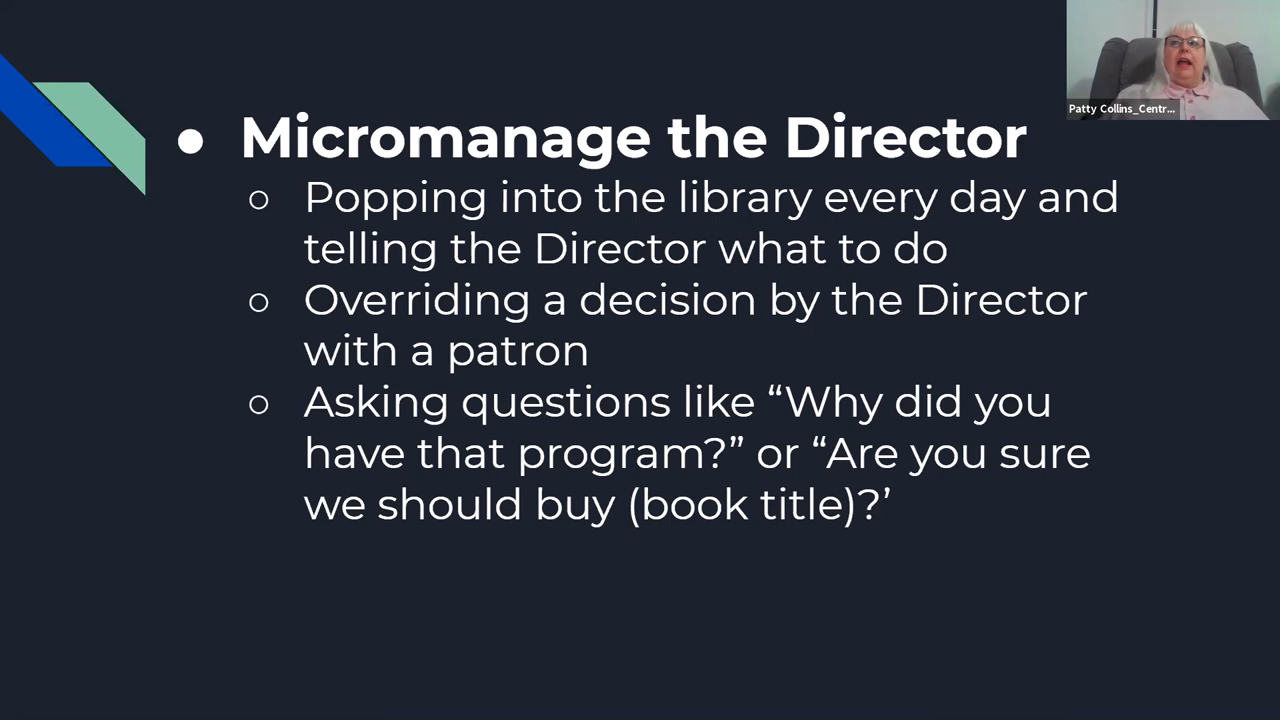 Patty Collins_Centr...
● Micromanage the Director
○ Popping into the library every day and
telling the Director what to do
○ Overriding a decision by the Director
with a patron
○ Asking questions like “Why did you
have that program?” or “Are you sure
we should buy (book title)?’